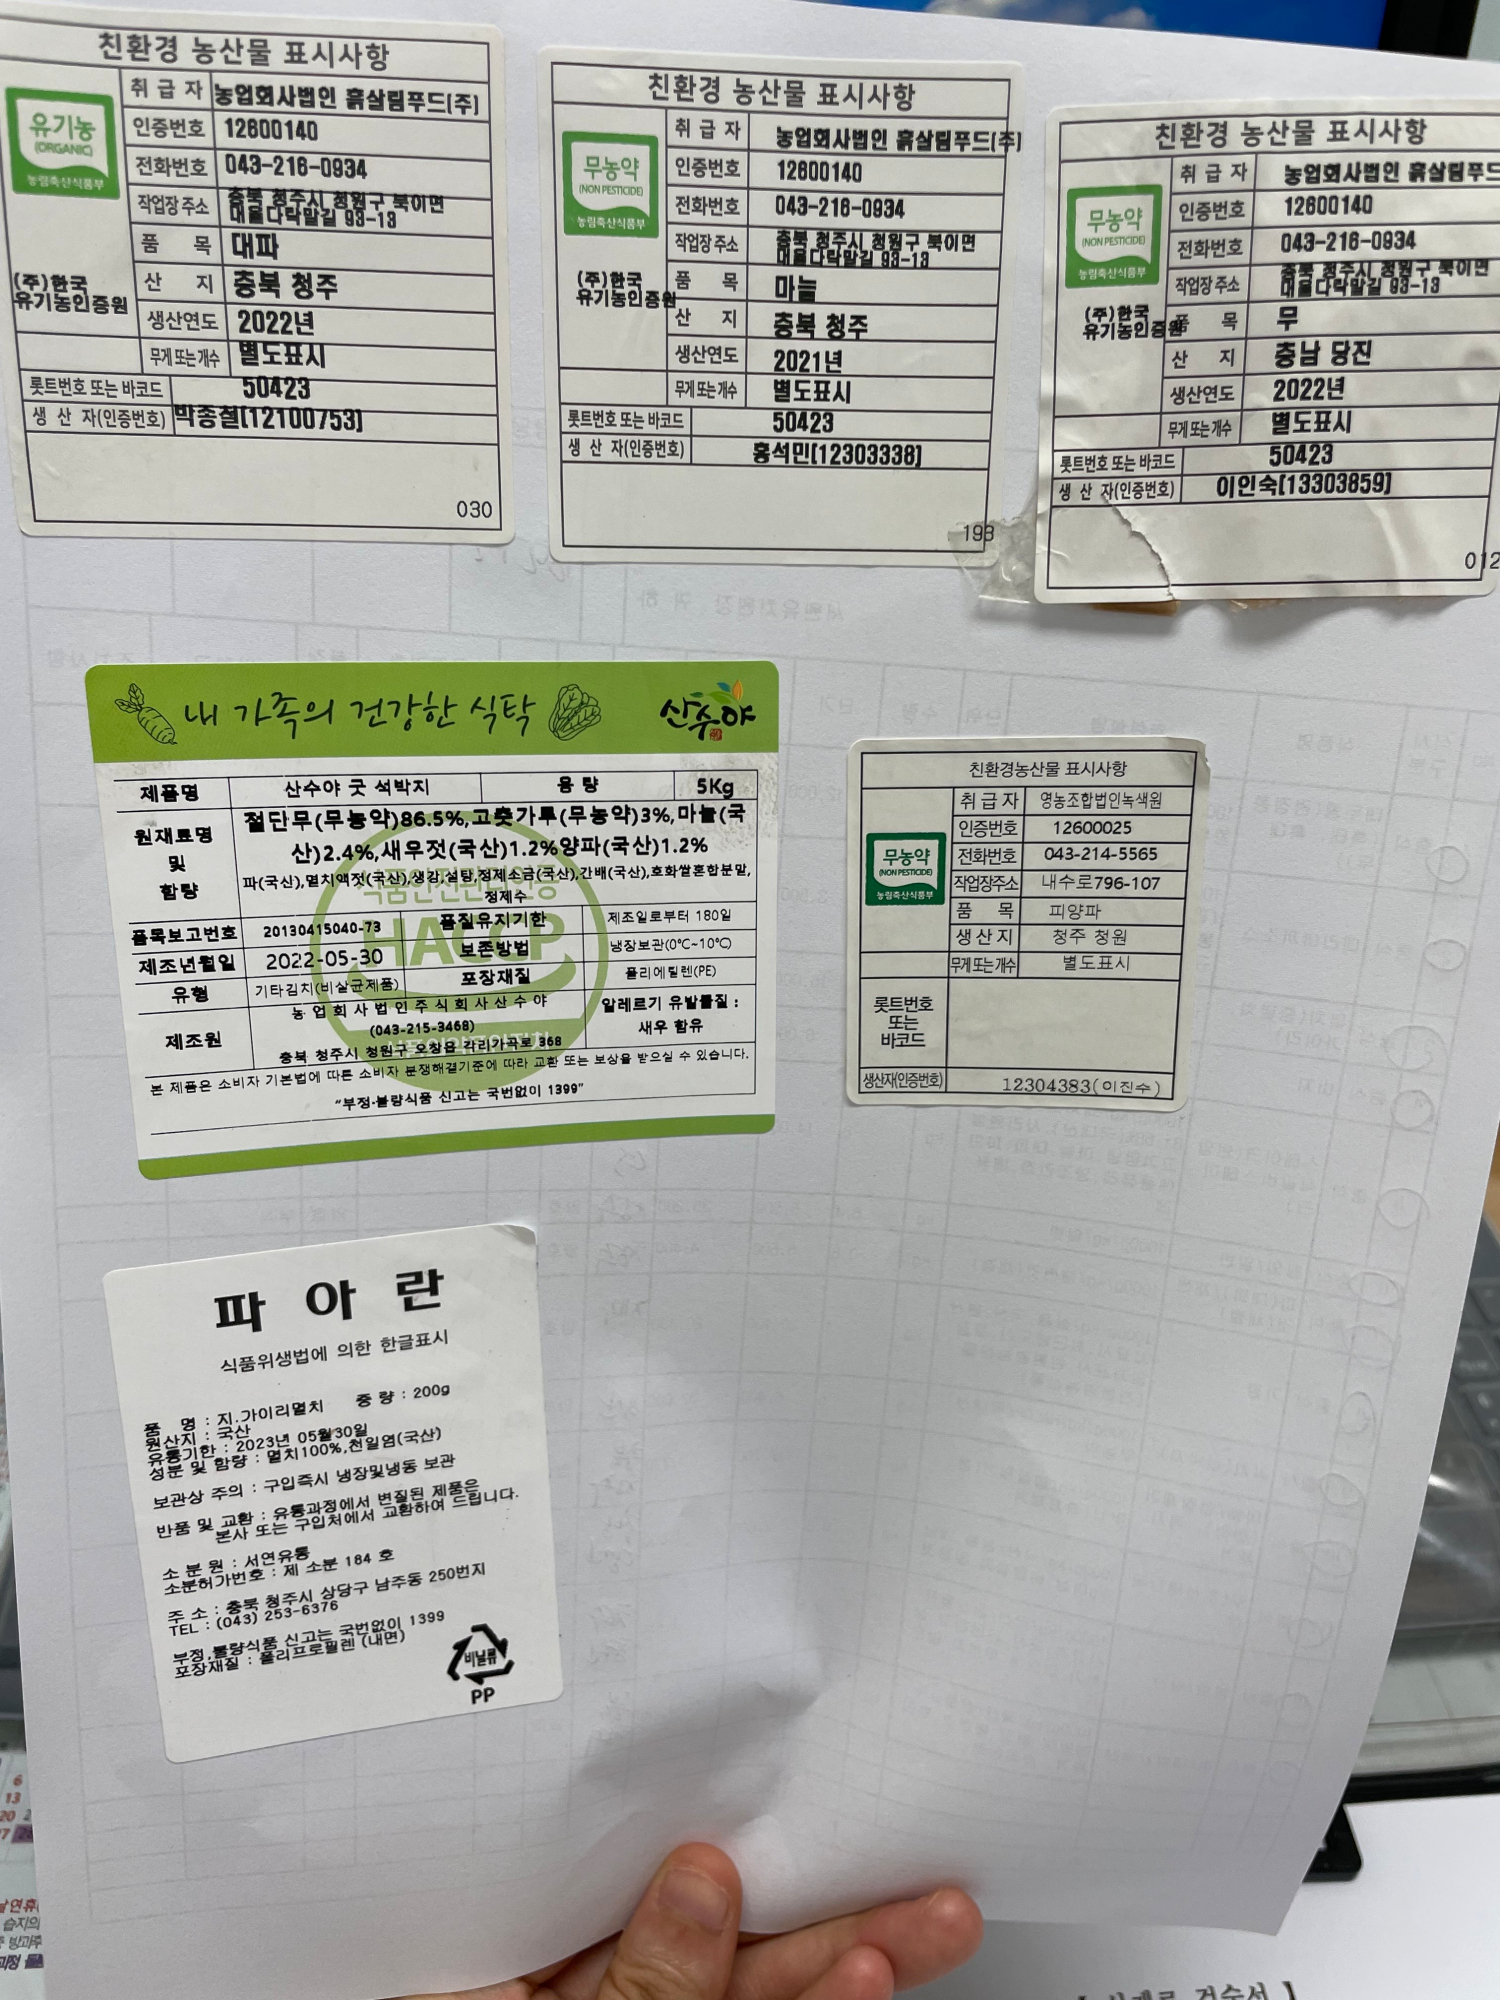 친환경 농산물 표시사항
유기농
(ORGANIC)
농림축산식품부
(주)한국
유기농인증원
취 급 자 농업회사법인 흙살림푸드(주)
인증번호 12600140
전화번호 043-216-0934
작업장 주소 충북 청주시 청원구 북이면
대율다락말길 93-13
품 목 대파
산 지 충북 청주
생산연도 2022년
무게 또는 개수 별도표시
롯트번호 또는 바코드 50423
생 산 자(인증번호) 박종철[12100753]
030
친환경 농산물 표시사항
무농약
(NON PESTICIDE)
농림축산식품부
(주)한국
유기농인증원
취 급 자 농업회사법인 흙살림푸드(주)
인증번호 12600140
전화번호 043-216-0934
작업장 주소 충북 청주시 청원구 북이면
대율다락말길 93-13
품 목 마늘
산 지 충북 청주
생산연도 2021년
무게 또는 개수 별도표시
롯트번호 또는 바코드 50423
생 산 자(인증번호) 홍석민[12303338]
193
친환경 농산물 표시사항
무농약
(NON PESTICIDE)
농림축산식품부
(주)한국
유기농인증원
취 급 자 농업회사법인 흙살림푸드
인증번호 12600140
전화번호 043-216-0934
작업장 주소 충북 청주시 청원구 북이면
대율다락말길 93-13
품 목 무
산 지 충남 당진
생산연도 2022년
무게 또는 개수 별도표시
롯트번호 또는 바코드 50423
생 산 자(인증번호) 이인숙[13303859]
012
내 가족의 건강한 식탁
산수야
제품명 산수야 굿 석박지 용 량 5Kg
원재료명
및
함량
절단무(무농약)86.5%,고춧가루(무농약)3%,마늘(국
산)2.4%,새우젓(국산)1.2%양파(국산)1.2%
파(국산),멸치액젓(국산),생강,설탕,정제소금(국산),간배(국산),호화쌀혼합분말,
정제수
식품안전관리인증
HACCP
식품의약품안전처
품목보고번호 20130415040-73 품질유지기한 제조일로부터 180일
제조년월일 2022-05-30 보존방법 냉장보관(0℃~10℃)
유형 기타김치(비살균제품) 포장재질 폴리에틸렌(PE)
제조원 농업회사법인주식회사산수야
(043-215-3468)
충북 청주시 청원구 오창읍 각리가곡로 368
알레르기 유발물질 :
새우 함유
본 제품은 소비자 기본법에 따른 소비자 분쟁해결기준에 따라 교환 또는 보상을 받으실 수 있습니다.
"부정·불량식품 신고는 국번없이 1399"
친환경농산물 표시사항
무농약
(NON PESTICIDE)
농림축산식품부
취 급 자 영농조합법인녹색원
인증번호 12600025
전화번호 043-214-5565
작업장주소 내수로796-107
품 목 피양파
생 산 지 청주 청원
무게 또는 개수 별도표시
롯트번호
또는
바코드
생산자(인증번호) 12304383(이진수)
파 아 란
식품위생법에 의한 한글표시
품 명 : 지.가이리멸치 중 량 : 200g
원산지 : 국산
유통기한 : 2023년 05월30일
성분 및 함량 : 멸치100%,천일염(국산)
보관상 주의 : 구입즉시 냉장및냉동 보관
반품 및 교환 : 유통과정에서 변질된 제품은
본사 또는 구입처에서 교환하여 드립니다.
소 분 원 : 서연유통
소분허가번호 : 제 소분 184 호
주 소 : 충북 청주시 상당구 남주동 250번지
TEL : (043) 253-6376
부정,불량식품 신고는 국번없이 1399
포장재질 : 폴리프로필렌 (내면)
비닐류
PP
6
13
20
습지의